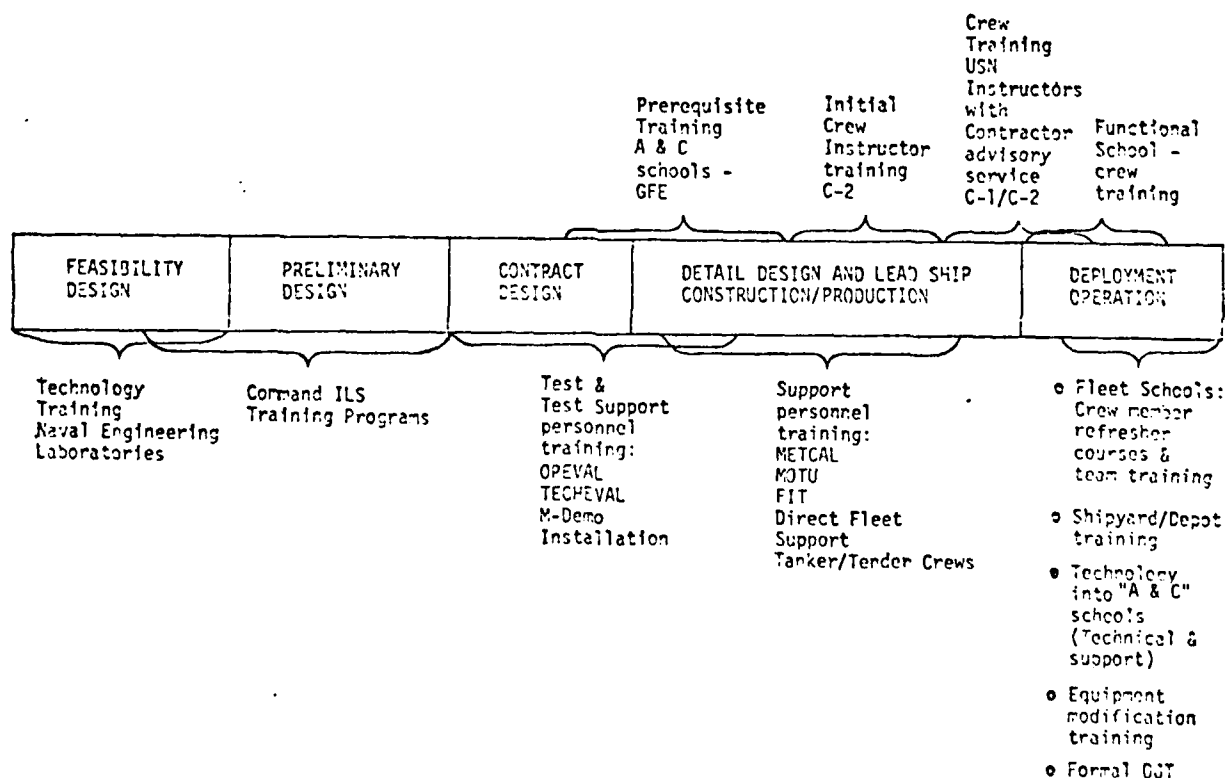 Prerequisite
Training
A & C
schools -
GFE
Initial
Crew
Instructor
training
C-2
Crew
Training
USN
Instructors
with
Contractor
advisory
service
C-1/C-2
Functional
School -
crew
training
FEASIBILITY
DESIGN
PRELIMINARY
DESIGN
CONTRACT
DESIGN
DETAIL DESIGN AND LEAD SHIP
CONSTRUCTION/PRODUCTION
DEPLOYMENT
OPERATION
Technology
Training
Naval Engineering
Laboratories
Command ILS
Training Programs
Test &
Test Support
personnel
training:
OPEVAL
TECHEVAL
M-Demo
Installation
Support
personnel
training:
METCAL
MOTU
FIT
Direct Fleet
Support
Tanker/Tender Crews
• Fleet Schools:
Crew member
refresher
courses &
team training
• Shipyard/Depot
training
• Technology
into "A & C"
schools
(Technical &
support)
• Equipment
modification
training
• Formal OJT